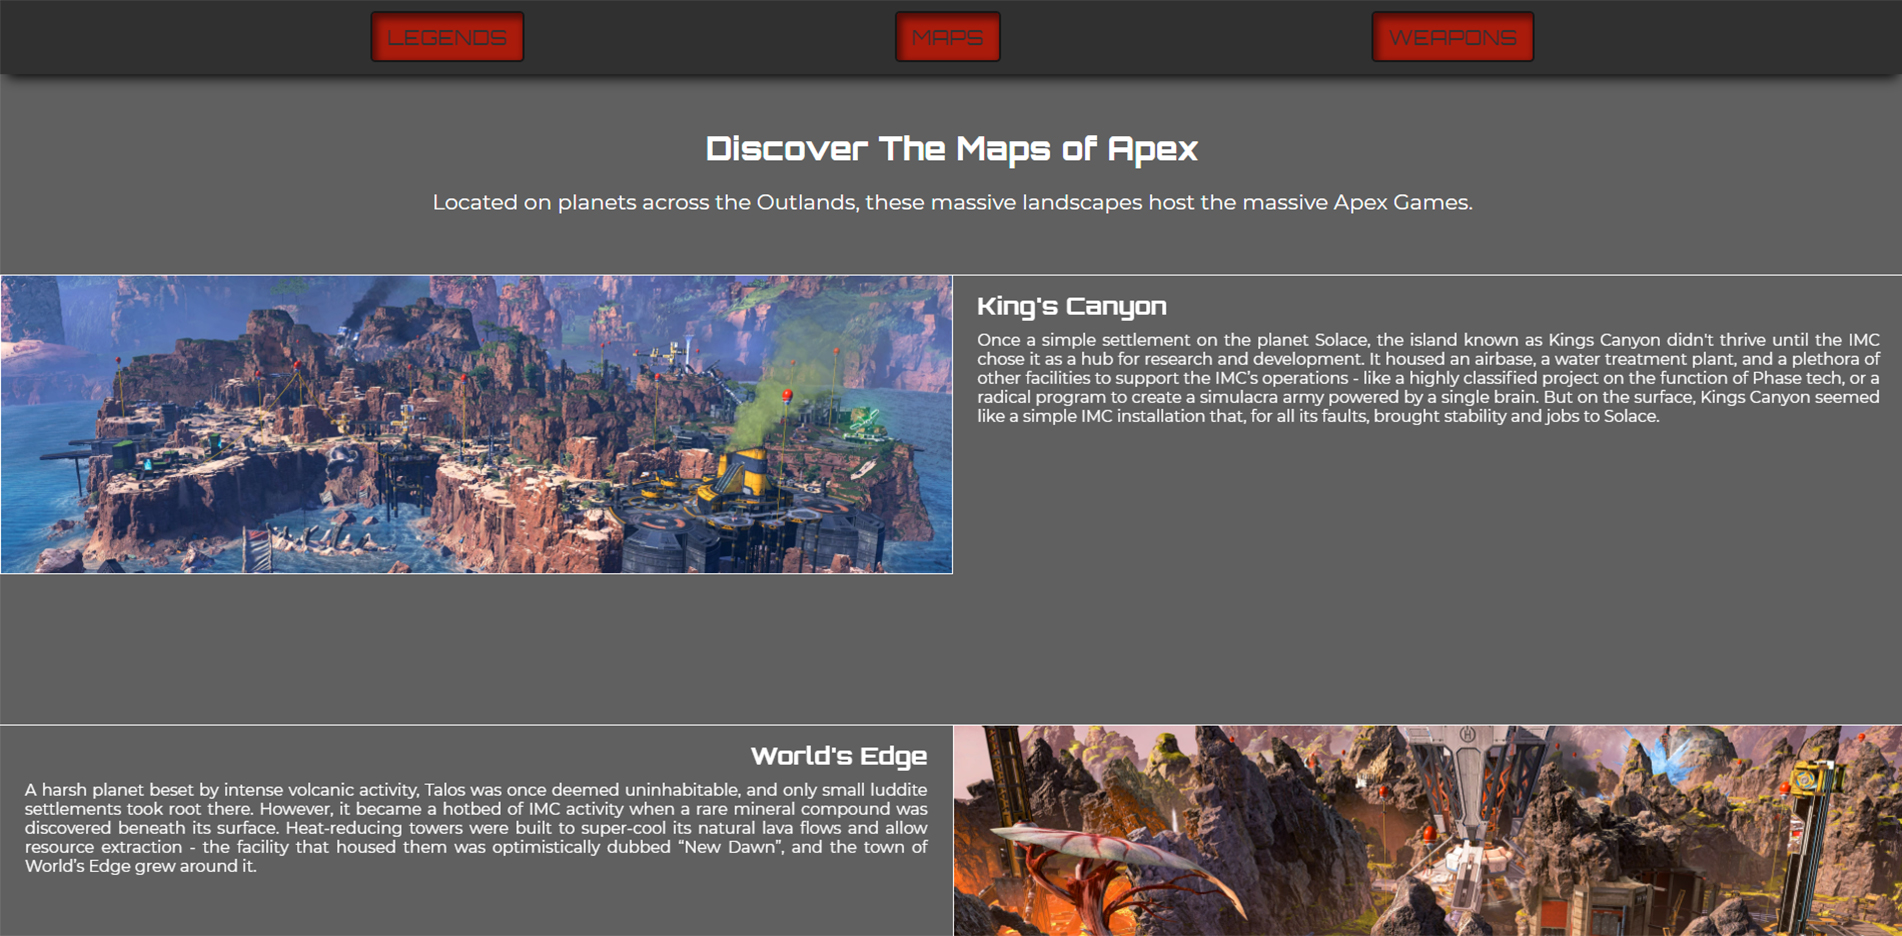 LEGENDS
MAPS
WEAPONS
Discover The Maps of Apex
Located on planets across the Outlands, these massive landscapes host the massive Apex Games.
King's Canyon
Once a simple settlement on the planet Solace, the island known as Kings Canyon didn't thrive until the IMC
chose it as a hub for research and development. It housed an airbase, a water treatment plant, and a plethora of
other facilities to support the IMC’s operations - like a highly classified project on the function of Phase tech, or a
radical program to create a simulacra army powered by a single brain. But on the surface, Kings Canyon seemed
like a simple IMC installation that, for all its faults, brought stability and jobs to Solace.
World's Edge
A harsh planet beset by intense volcanic activity, Talos was once deemed uninhabitable, and only small luddite
settlements took root there. However, it became a hotbed of IMC activity when a rare mineral compound was
discovered beneath its surface. Heat-reducing towers were built to super-cool its natural lava flows and allow
resource extraction - the facility that housed them was optimistically dubbed “New Dawn”, and the town of
World’s Edge grew around it.